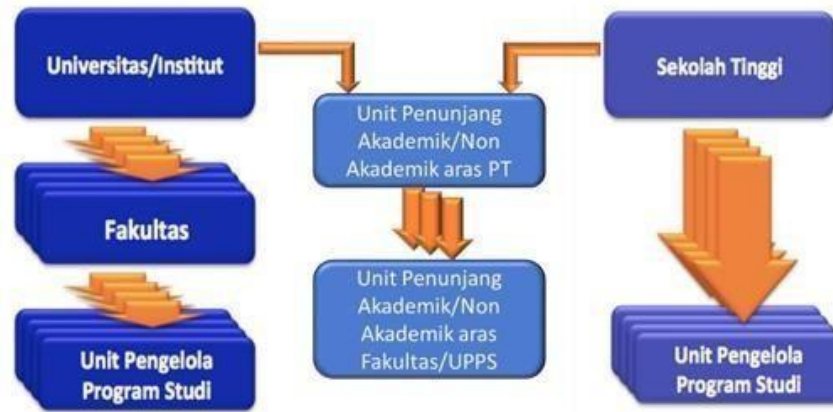 Universitas/Institut
Sekolah Tinggi
Unit Penunjang
Akademik/Non
Akademik aras PT
Fakultas
Unit Penunjang
Akademik/Non
Akademik aras
Fakultas/UPPS
Unit Pengelola
Program Studi
Unit Pengelola
Program Studi